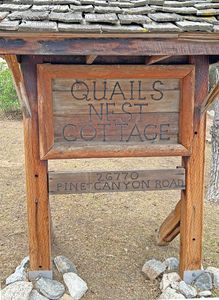 QUAILS
NEST
COTTAGE
26770
PINE CANYON ROAD